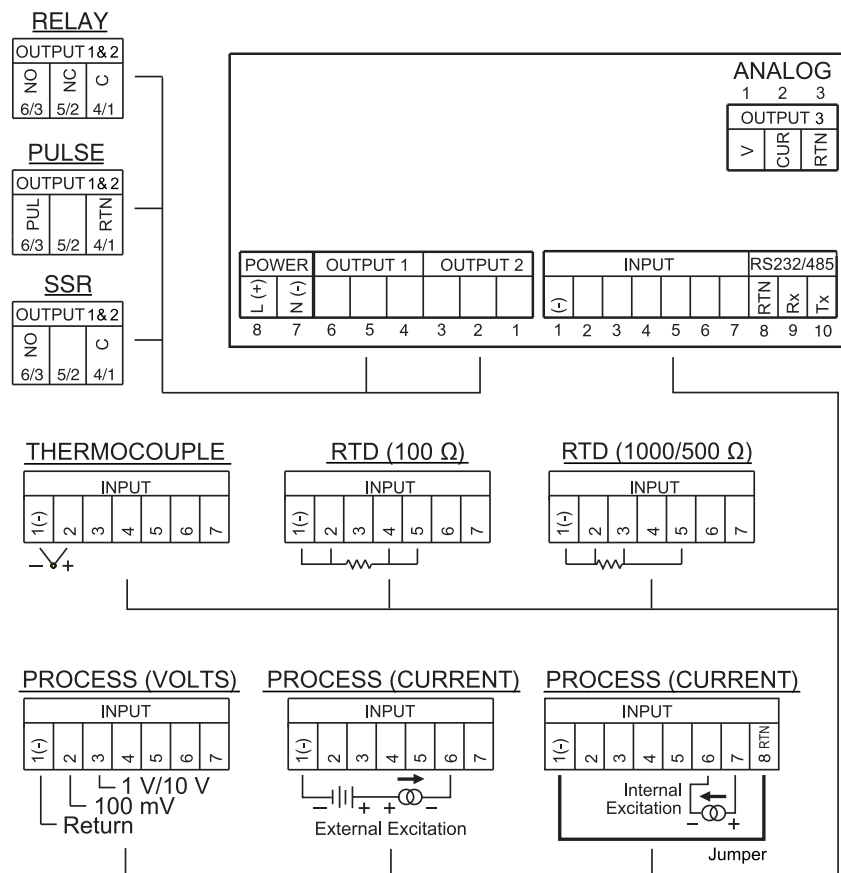 RELAY
OUTPUT 1&2
NO NC C
6/3 5/2 4/1
PULSE
OUTPUT 1&2
PUL RTN
6/3 5/2 4/1
SSR
OUTPUT 1&2
NO C
6/3 5/2 4/1
ANALOG
1 2 3
OUTPUT 3
V CUR RTN
POWER OUTPUT 1 OUTPUT 2 INPUT RS232/485
L (+) N (-) (-) RTN Rx Tx
8 7 6 5 4 3 2 1 1 2 3 4 5 6 7 8 9 10
THERMOCOUPLE
INPUT
1(-) 2 3 4 5 6 7
– +
RTD (100 Ω)
INPUT
1(-) 2 3 4 5 6 7
RTD (1000/500 Ω)
INPUT
1(-) 2 3 4 5 6 7
PROCESS (VOLTS)
INPUT
1(-) 2 3 4 5 6 7
1 V/10 V
100 mV
Return
PROCESS (CURRENT)
INPUT
1(-) 2 3 4 5 6 7
– + + –
External Excitation
PROCESS (CURRENT)
INPUT
1(-) 2 3 4 5 6 7 8 RTN
Internal
Excitation
– +
Jumper